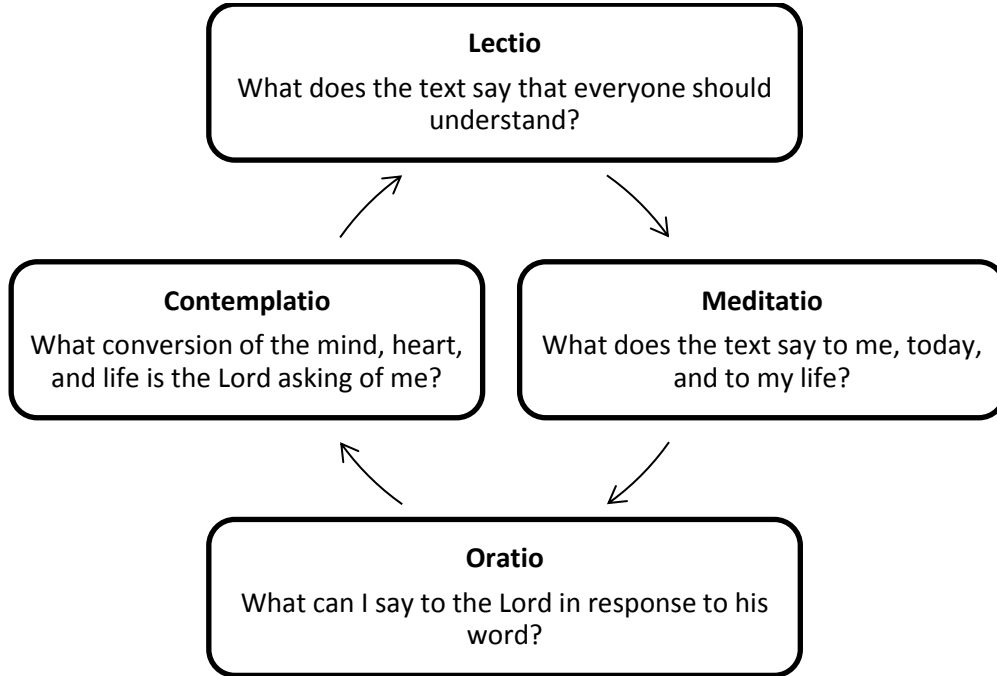 Lectio
What does the text say that everyone should
understand?
Contemplatio
What conversion of the mind, heart,
and life is the Lord asking of me?
Meditatio
What does the text say to me, today,
and to my life?
Oratio
What can I say to the Lord in response to his
word?